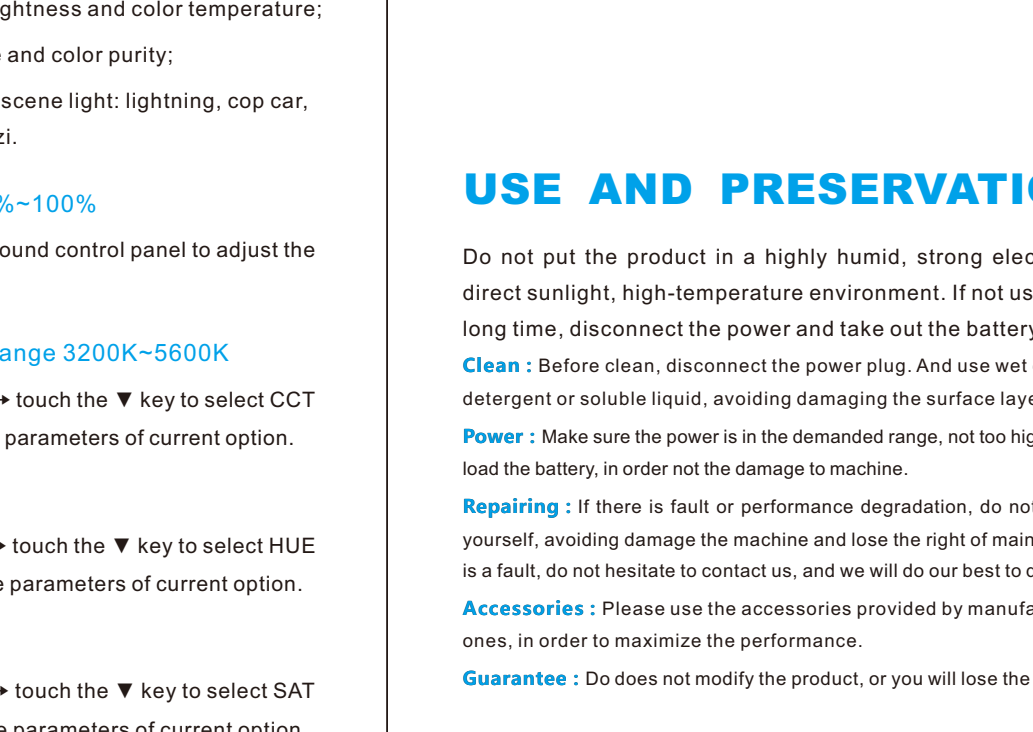 ghtness and color temperature;
and color purity;
scene light: lightning, cop car,
zi.
%~100%
ound control panel to adjust the
ange 3200K~5600K
touch the ▼ key to select CCT
parameters of current option.
touch the ▼ key to select HUE
parameters of current option.
touch the ▼ key to select SAT
parameters of current option.
USE AND PRESERVATIO
Do not put the product in a highly humid, strong elec
direct sunlight, high-temperature environment. If not us
long time, disconnect the power and take out the battery
Clean : Before clean, disconnect the power plug. And use wet
detergent or soluble liquid, avoiding damaging the surface laye
Power : Make sure the power is in the demanded range, not too hig
load the battery, in order not the damage to machine.
Repairing : If there is fault or performance degradation, do not
yourself, avoiding damage the machine and lose the right of main
is a fault, do not hesitate to contact us, and we will do our best to
Accessories : Please use the accessories provided by manufa
ones, in order to maximize the performance.
Guarantee : Do does not modify the product, or you will lose the